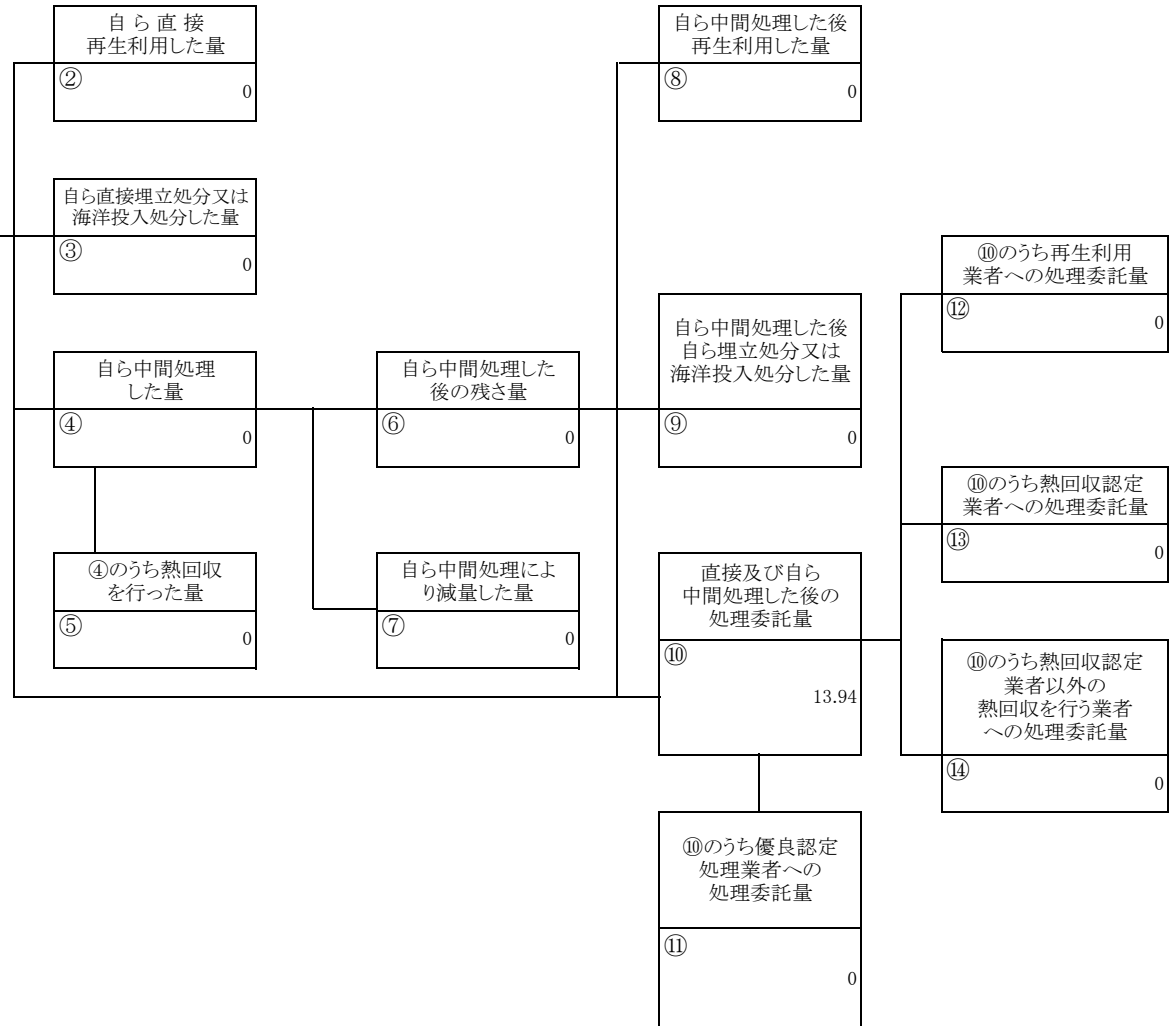 自ら直接
再生利用した量
②
0
自ら直接埋立処分又は
海洋投入処分した量
③
0
自ら中間処理
した量
④
0
④のうち熱回収
を行った量
⑤
0
自ら中間処理した
後の残さ量
⑥
0
自ら中間処理によ
り減量した量
⑦
0
自ら中間処理した後
再生利用した量
⑧
0
自ら中間処理した後
自ら埋立処分又は
海洋投入処分した量
⑨
0
直接及び自ら
中間処理した後の
処理委託量
⑩
13.94
⑩のうち優良認定
処理業者への
処理委託量
⑪
0
⑩のうち再生利用
業者への処理委託量
⑫
0
⑩のうち熱回収認定
業者への処理委託量
⑬
0
⑩のうち熱回収認定
業者以外の
熱回収を行う業者
への処理委託量
⑭
0